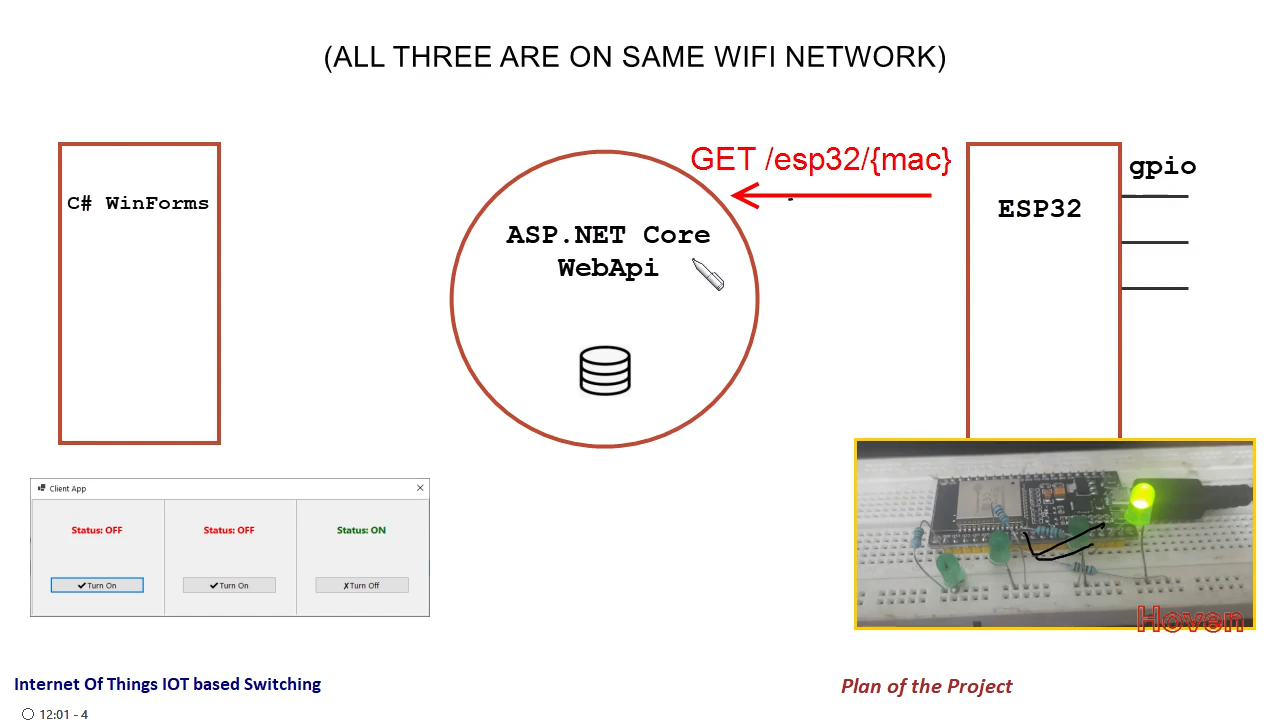 (ALL THREE ARE ON SAME WIFI NETWORK)
GET /esp32/{mac}
gpio
C# WinForms
ESP32
ASP.NET Core
WebApi
Client App
Status: OFF
Status: OFF
Status: ON
✔Turn On
✔Turn On
✗Turn Off
Hoven
Internet Of Things IOT based Switching
Plan of the Project
12:01 - 4